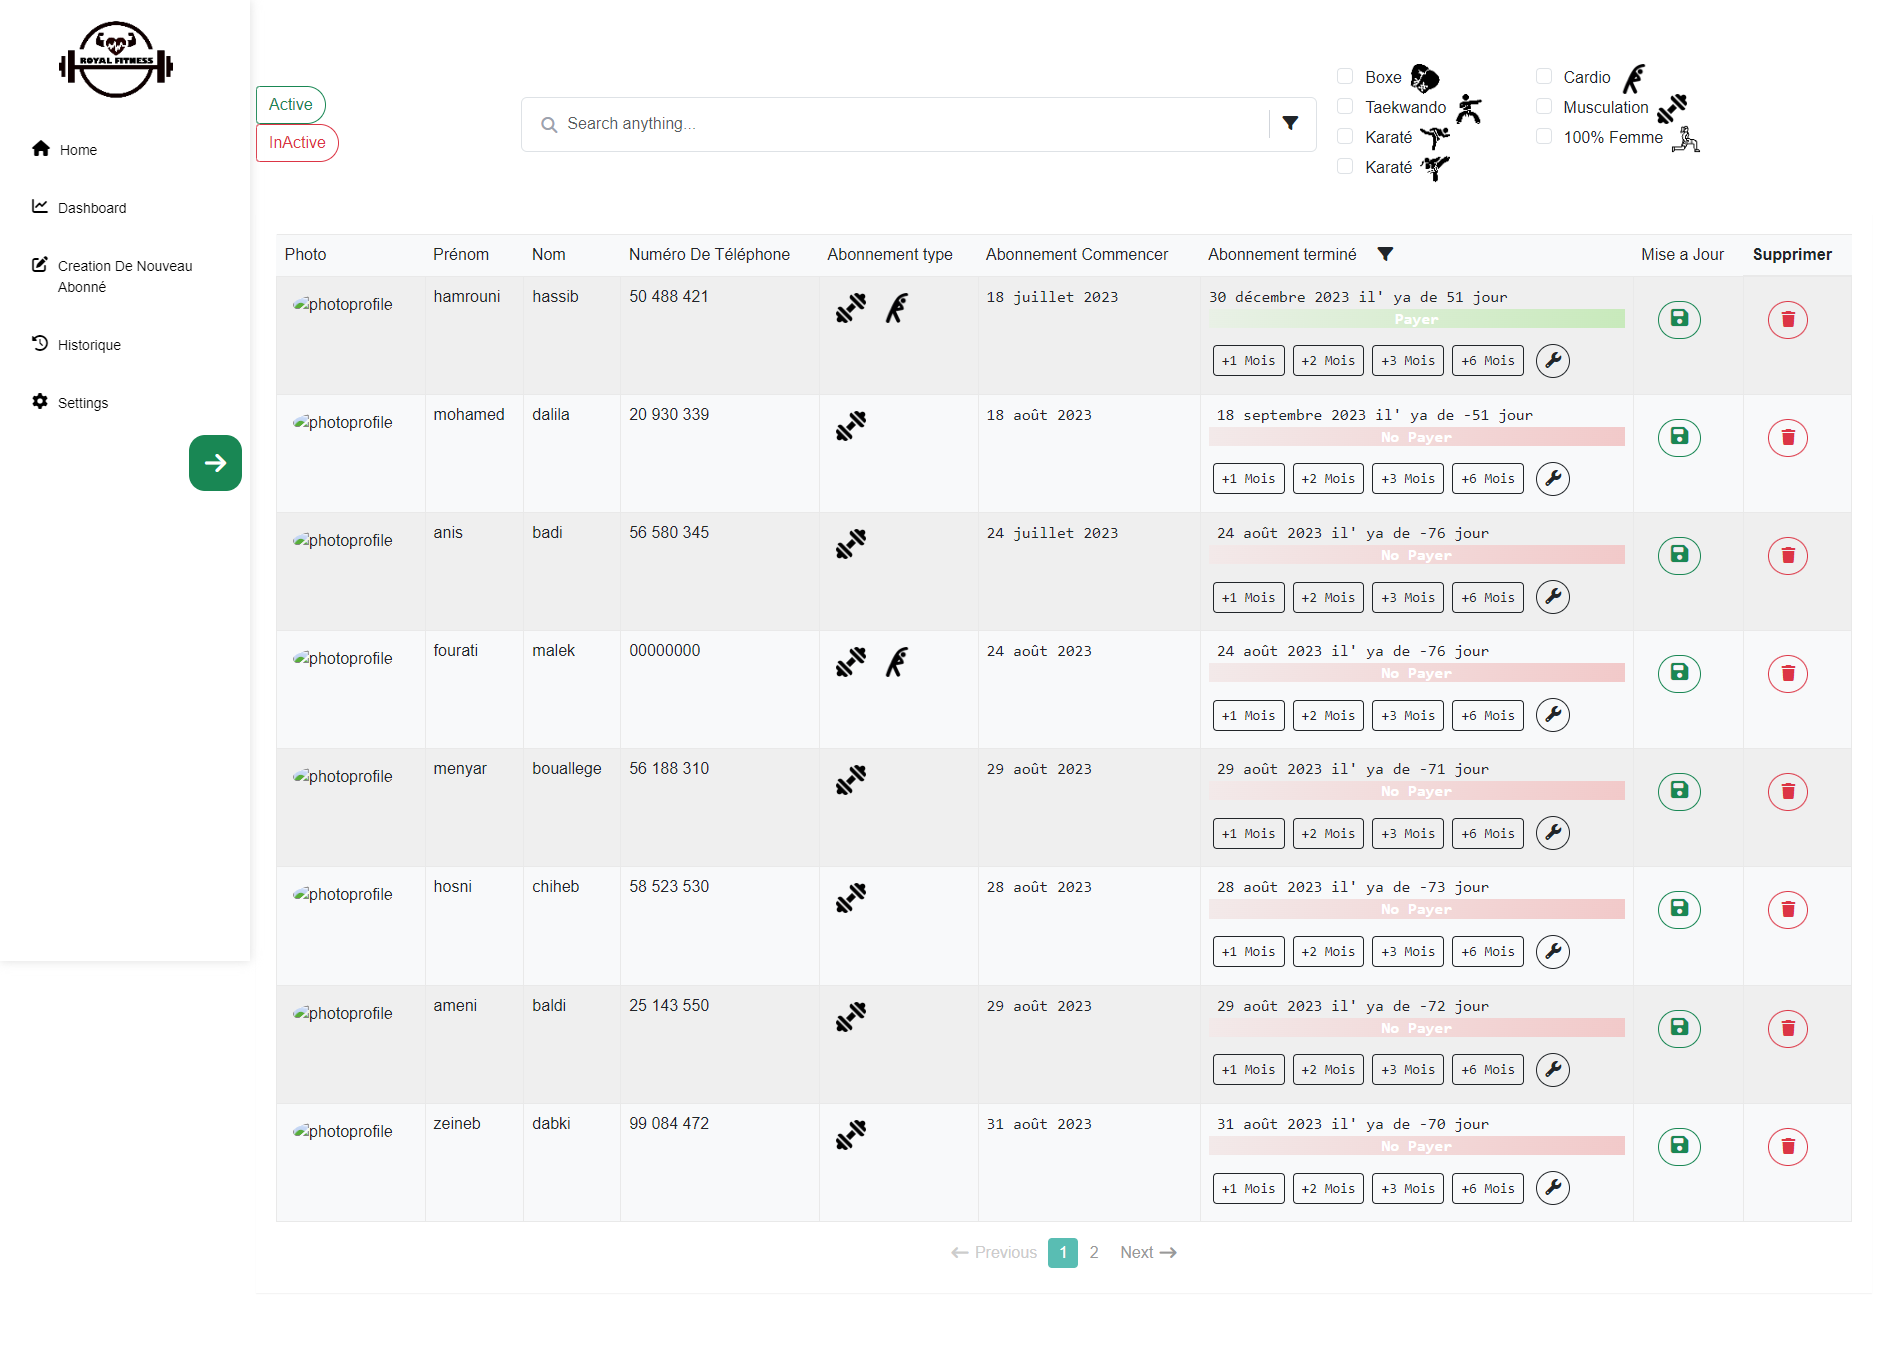 ROYAL FITNESS
Home
Dashboard
Creation De Nouveau
Abonné
Historique
Settings
Active
InActive
Search anything...
Boxe
Taekwando
Karaté
Karaté
Cardio
Musculation
100% Femme
Photo Prénom Nom Numéro De Téléphone Abonnement type Abonnement Commencer Abonnement terminé Mise a Jour Supprimer
photoprofile hamrouni hassib 50 488 421 18 juillet 2023 30 décembre 2023 il' ya de 51 jour
Payer
+1 Mois +2 Mois +3 Mois +6 Mois
photoprofile mohamed dalila 20 930 339 18 août 2023 18 septembre 2023 il' ya de -51 jour
No Payer
+1 Mois +2 Mois +3 Mois +6 Mois
photoprofile anis badi 56 580 345 24 juillet 2023 24 août 2023 il' ya de -76 jour
No Payer
+1 Mois +2 Mois +3 Mois +6 Mois
photoprofile fourati malek 00000000 24 août 2023 24 août 2023 il' ya de -76 jour
No Payer
+1 Mois +2 Mois +3 Mois +6 Mois
photoprofile menyar bouallege 56 188 310 29 août 2023 29 août 2023 il' ya de -71 jour
No Payer
+1 Mois +2 Mois +3 Mois +6 Mois
photoprofile hosni chiheb 58 523 530 28 août 2023 28 août 2023 il' ya de -73 jour
No Payer
+1 Mois +2 Mois +3 Mois +6 Mois
photoprofile ameni baldi 25 143 550 29 août 2023 29 août 2023 il' ya de -72 jour
No Payer
+1 Mois +2 Mois +3 Mois +6 Mois
photoprofile zeineb dabki 99 084 472 31 août 2023 31 août 2023 il' ya de -70 jour
No Payer
+1 Mois +2 Mois +3 Mois +6 Mois
Previous 1 2 Next